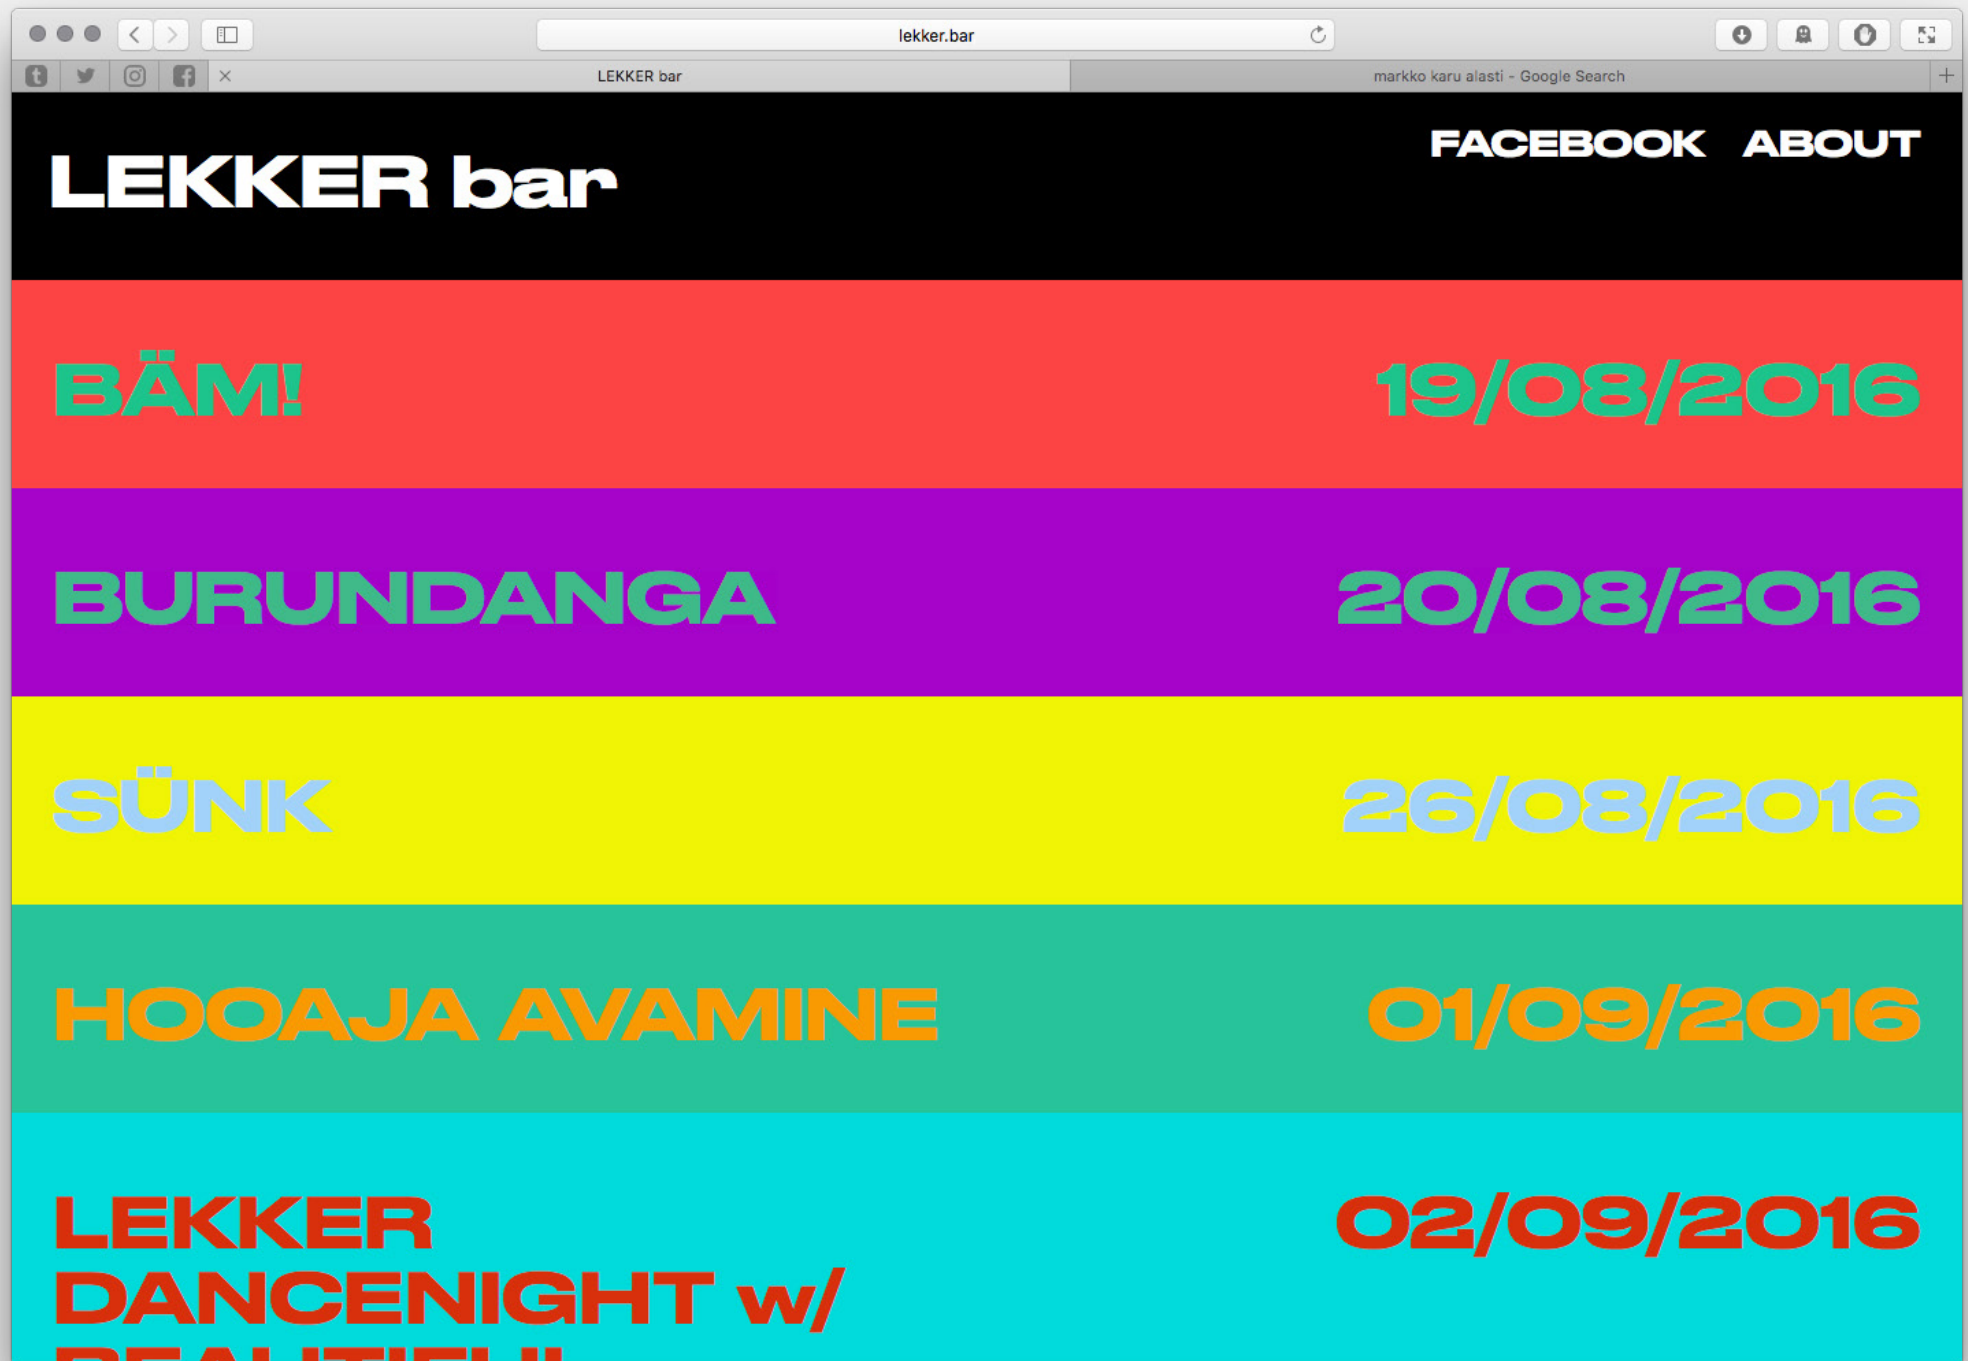 lekker.bar
LEKKER bar
markko karu alasti - Google Search
LEKKER bar
FACEBOOK ABOUT
BÄM! 19/08/2016
BURUNDANGA 20/08/2016
SÜNK 26/08/2016
HOOAJA AVAMINE 01/09/2016
LEKKER 02/09/2016
DANCENIGHT w/
BEAUTIFUL